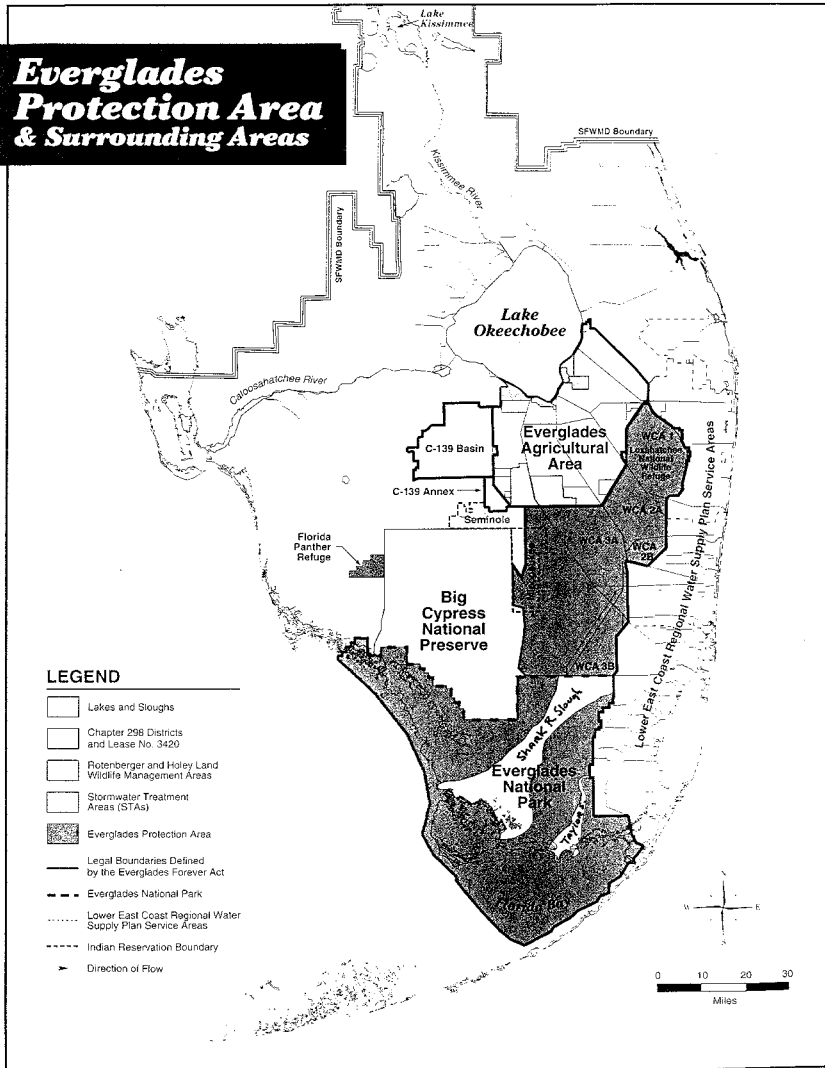 Everglades
Protection Area
& Surrounding Areas
Lake
Kissimmee
SFWMD Boundary
Kissimmee River
SFWMD Boundary
Lake
Okeechobee
Caloosahatchee River
C-139 Basin
Everglades
Agricultural
Area
WCA 1
Loxahatchee
National
Wildlife
Refuge
C-139 Annex
Seminole
WCA 2A
WCA 3A
WCA
2B
Florida
Panther
Refuge
Big
Cypress
National
Preserve
WCA 3B
Lower East Coast Regional Water Supply Plan Service Areas
Shark R. Slough
Everglades
National
Park
Taylor
Florida Bay
LEGEND
Lakes and Sloughs
Chapter 298 Districts
and Lease No. 3420
Rotenberger and Holey Land
Wildlife Management Areas
Stormwater Treatment
Areas (STAs)
Everglades Protection Area
Legal Boundaries Defined
by the Everglades Forever Act
Everglades National Park
Lower East Coast Regional Water
Supply Plan Service Areas
Indian Reservation Boundary
Direction of Flow
W E
S
0 10 20 30
Miles